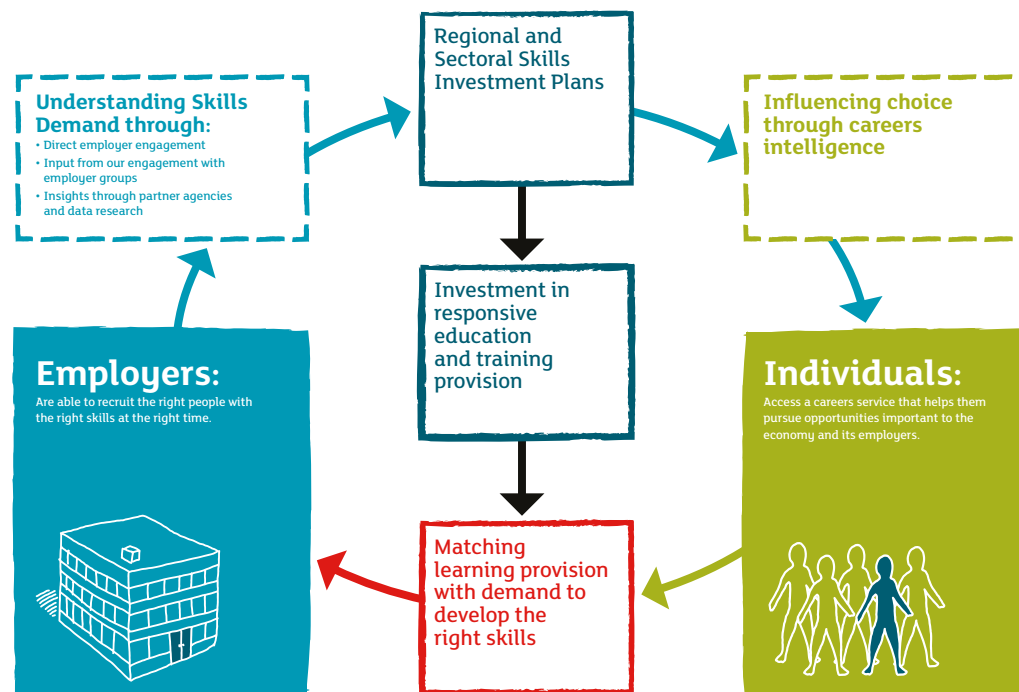 Regional and
Sectoral Skills
Investment Plans
Understanding Skills
Demand through:
• Direct employer engagement
• Input from our engagement with
employer groups
• Insights through partner agencies
and data research
Influencing choice
through careers
intelligence
Investment in
responsive
education
and training
provision
Employers:
Are able to recruit the right people with
the right skills at the right time.
Individuals:
Access a careers service that helps them
pursue opportunities important to the
economy and its employers.
Matching
learning provision
with demand to
develop the
right skills